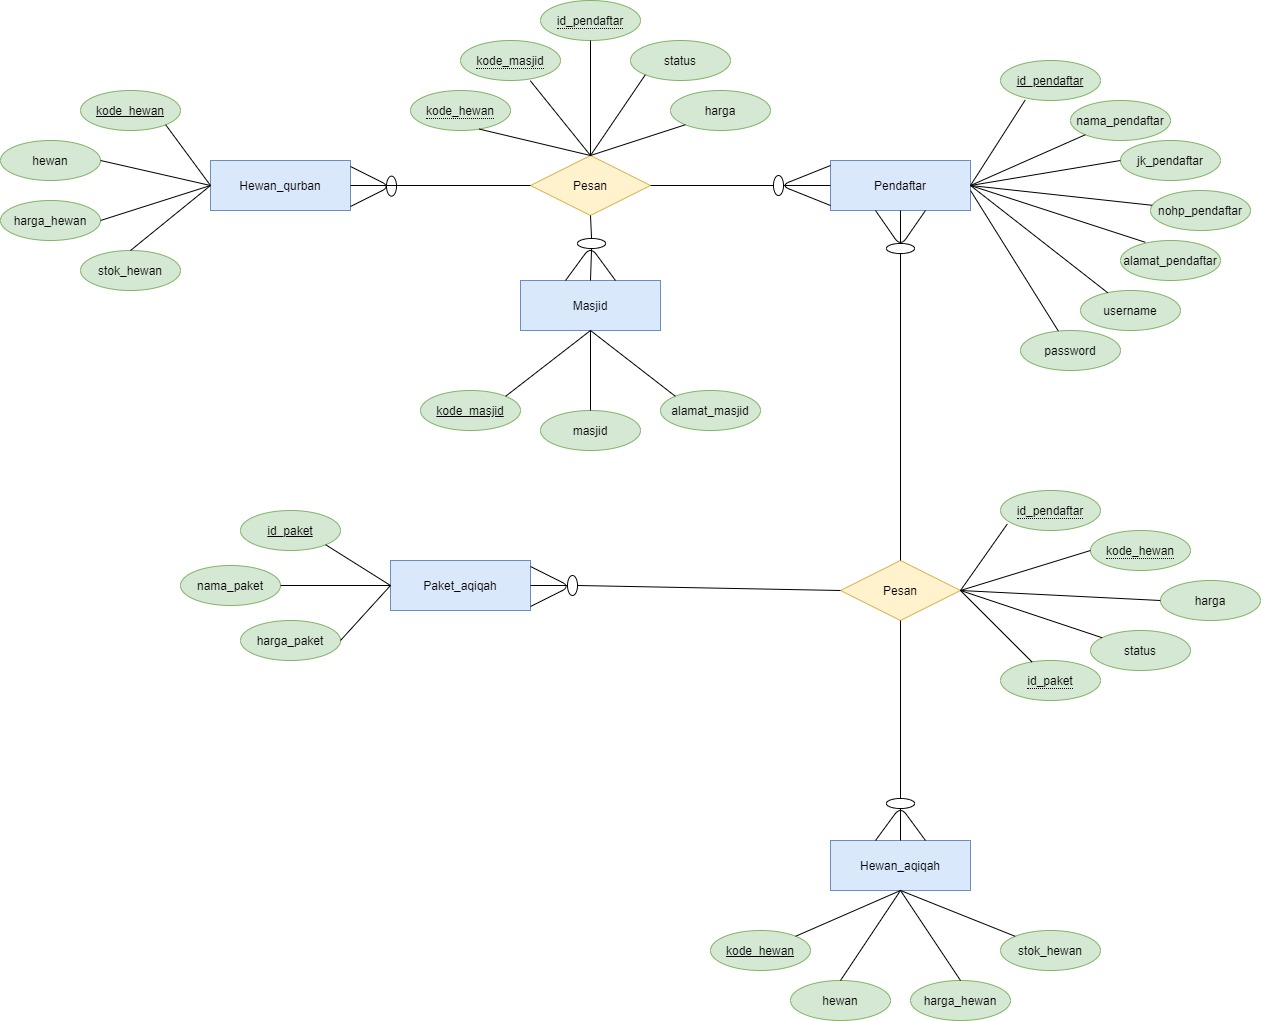 id_pendaftar
kode_masjid
status
kode_hewan
harga
kode_hewan
hewan
harga_hewan
stok_hewan
Hewan_qurban
Pesan
Pendaftar
id_pendaftar
nama_pendaftar
jk_pendaftar
nohp_pendaftar
alamat_pendaftar
username
password
Masjid
kode_masjid
masjid
alamat_masjid
id_paket
nama_paket
harga_paket
Paket_aqiqah
Pesan
id_pendaftar
kode_hewan
harga
status
id_paket
Hewan_aqiqah
kode_hewan
hewan
harga_hewan
stok_hewan